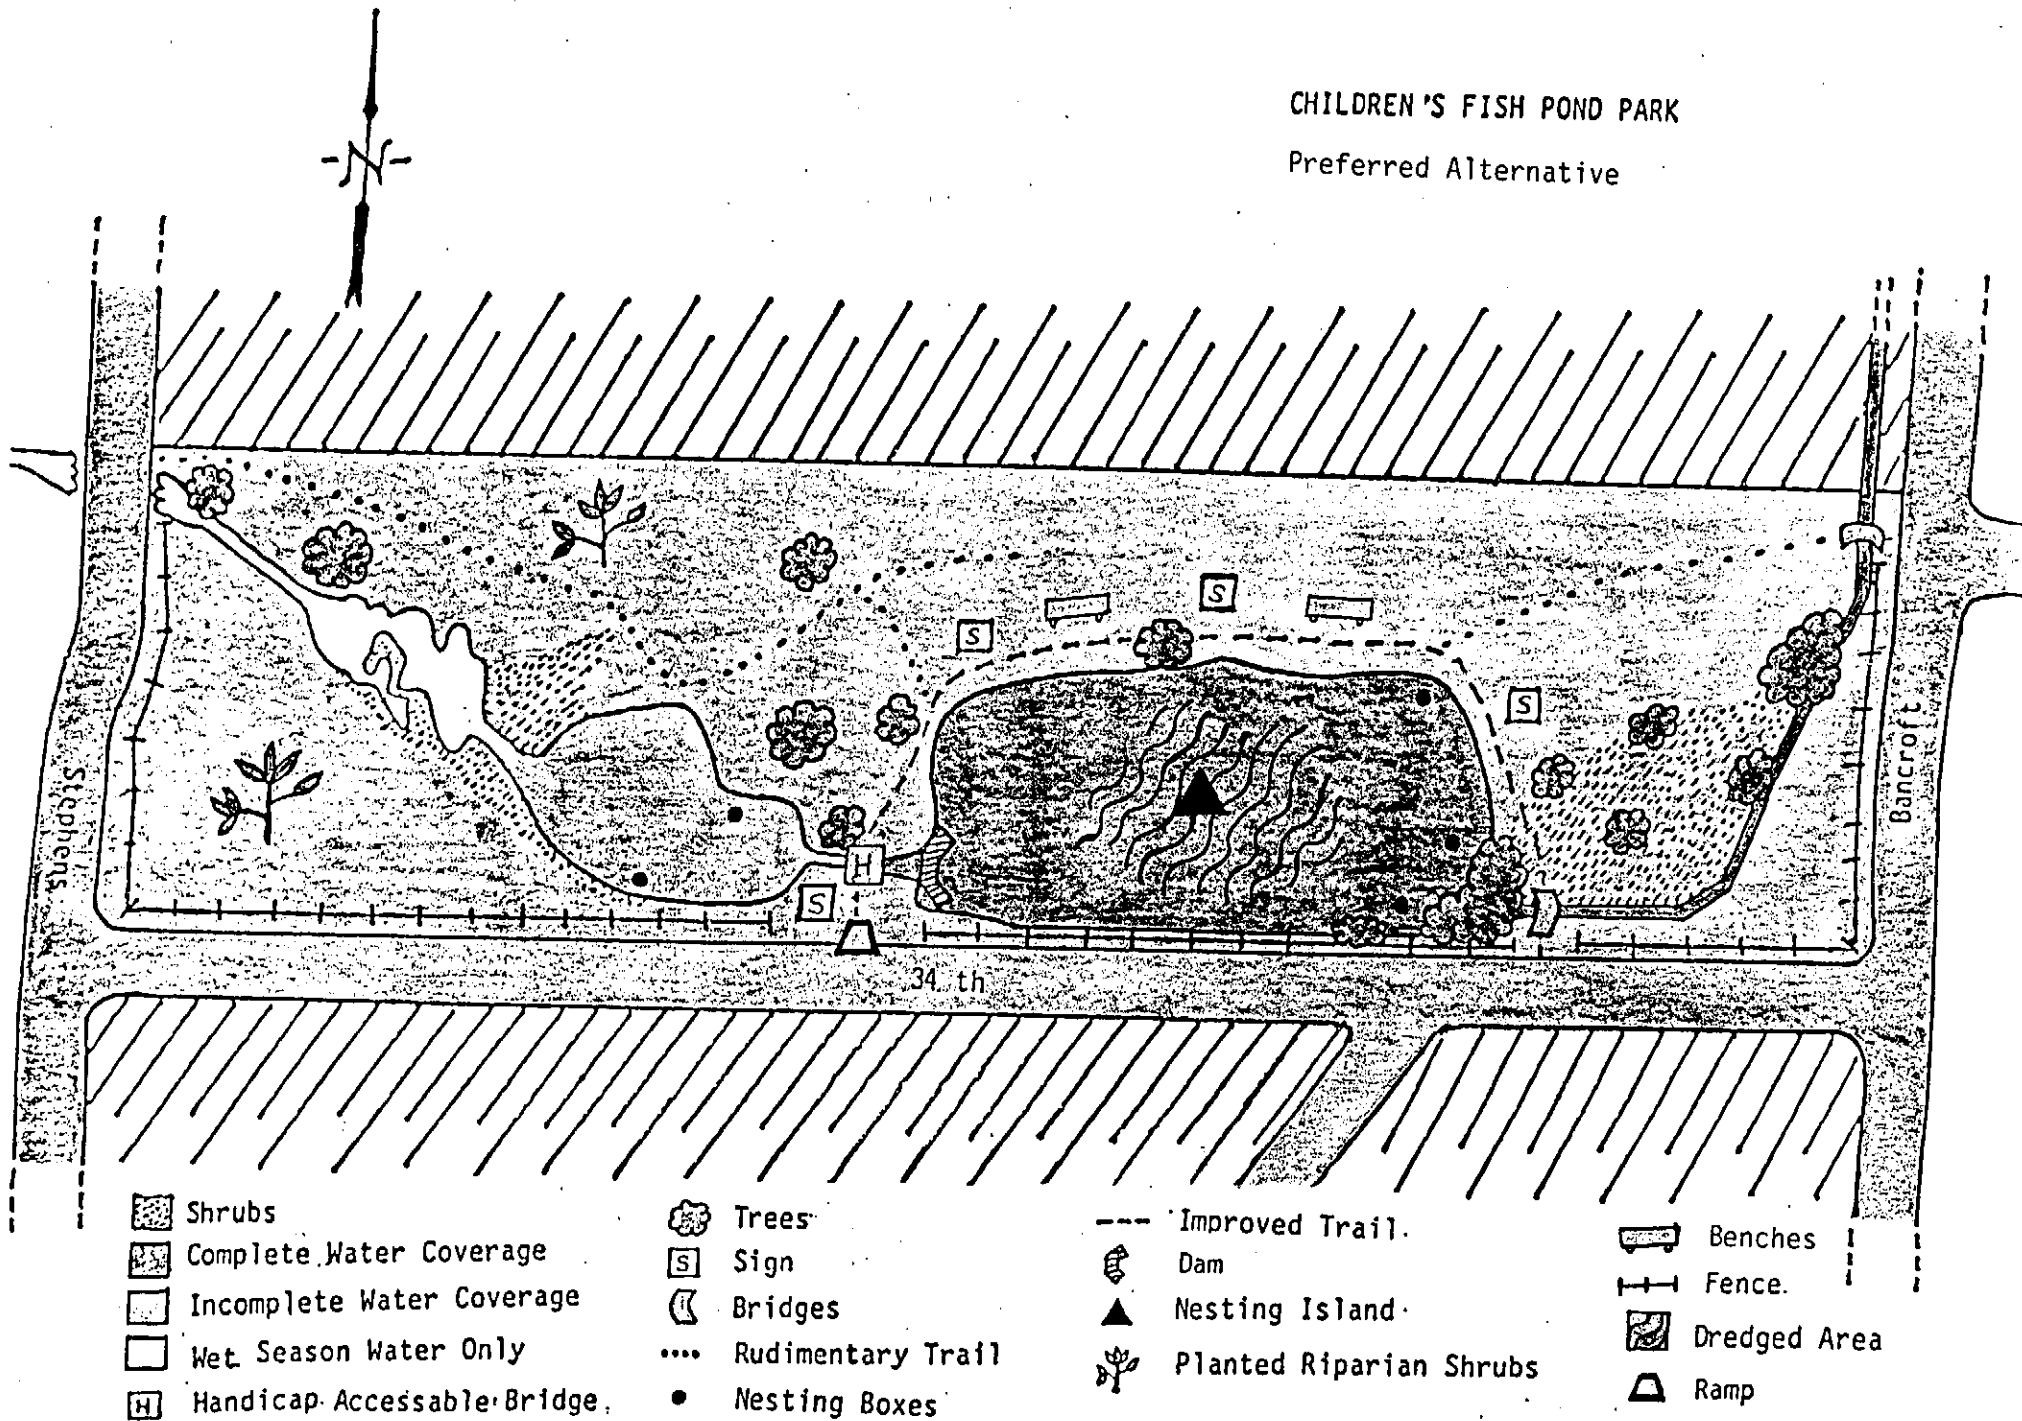 CHILDREN'S FISH POND PARK
Preferred Alternative
N
S
S
S
S
H
Stephens
Bancroft
34 th
Shrubs
Complete Water Coverage
Incomplete Water Coverage
Wet Season Water Only
H Handicap Accessable Bridge
Trees
S Sign
Bridges
Rudimentary Trail
Nesting Boxes
Improved Trail.
Dam
Nesting Island
Planted Riparian Shrubs
Benches
Fence.
Dredged Area
Ramp